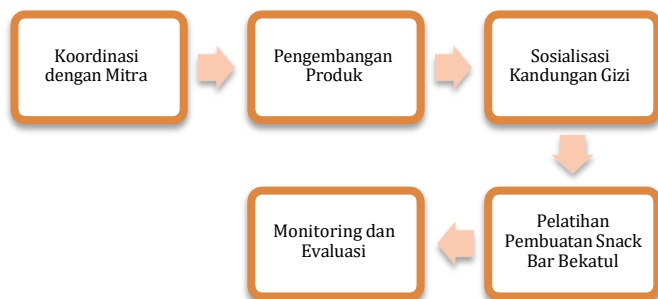 Koordinasi
dengan Mitra
Pengembangan
Produk
Sosialisasi
Kandungan Gizi
Pelatihan
Pembuatan Snack
Bar Bekatul
Monitoring dan
Evaluasi